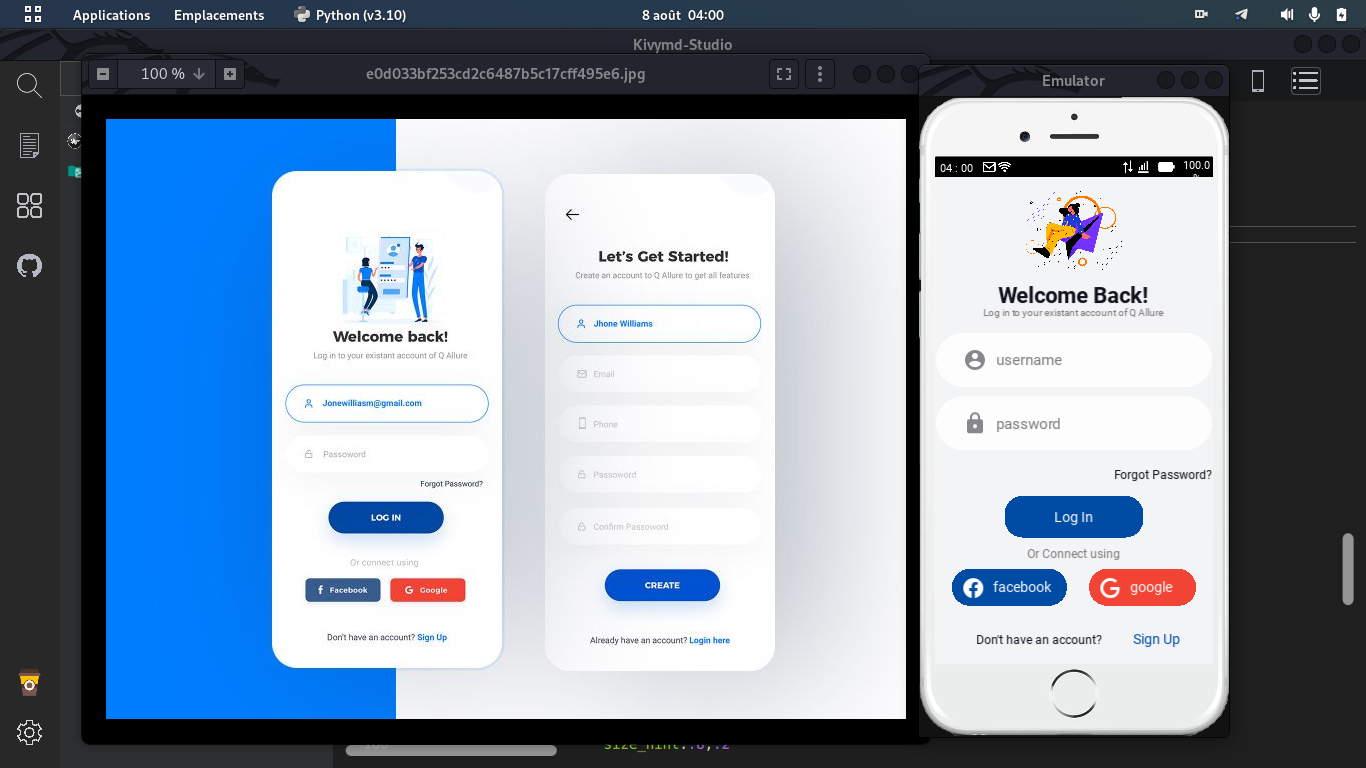 Applications Emplacements Python (v3.10) 8 août 04:00
Kivymd-Studio
100 % e0d033bf253cd2c6487b5c17cff495e6.jpg
Welcome back!
Log in to your existant account of Q Allure
Jonewilliasm@gmail.com
Passoword
Forgot Password?
LOG IN
Or connect using
f Facebook G Google
Don't have an account? Sign Up
Let's Get Started!
Create an account to Q Allure to get all features
Jhone Williams
Email
Phone
Passoword
Confirm Passoword
CREATE
Already have an account? Login here
Emulator
04 : 00 100.0
Welcome Back!
Log in to your existant account of Q Allure
username
password
Forgot Password?
Log In
Or Connect using
facebook G google
Don't have an account? Sign Up
size_hint:.8,.2